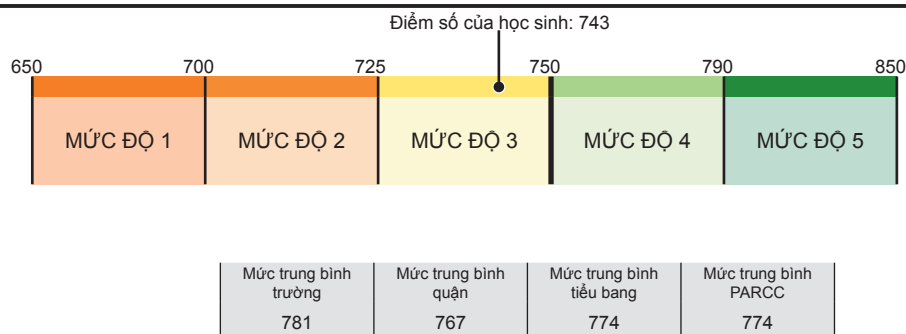 Điểm số của học sinh: 743
650 700 725 750 790 850
MỨC ĐỘ 1 MỨC ĐỘ 2 MỨC ĐỘ 3 MỨC ĐỘ 4 MỨC ĐỘ 5
Mức trung bình Mức trung bình Mức trung bình Mức trung bình
trường quận tiểu bang PARCC
781 767 774 774